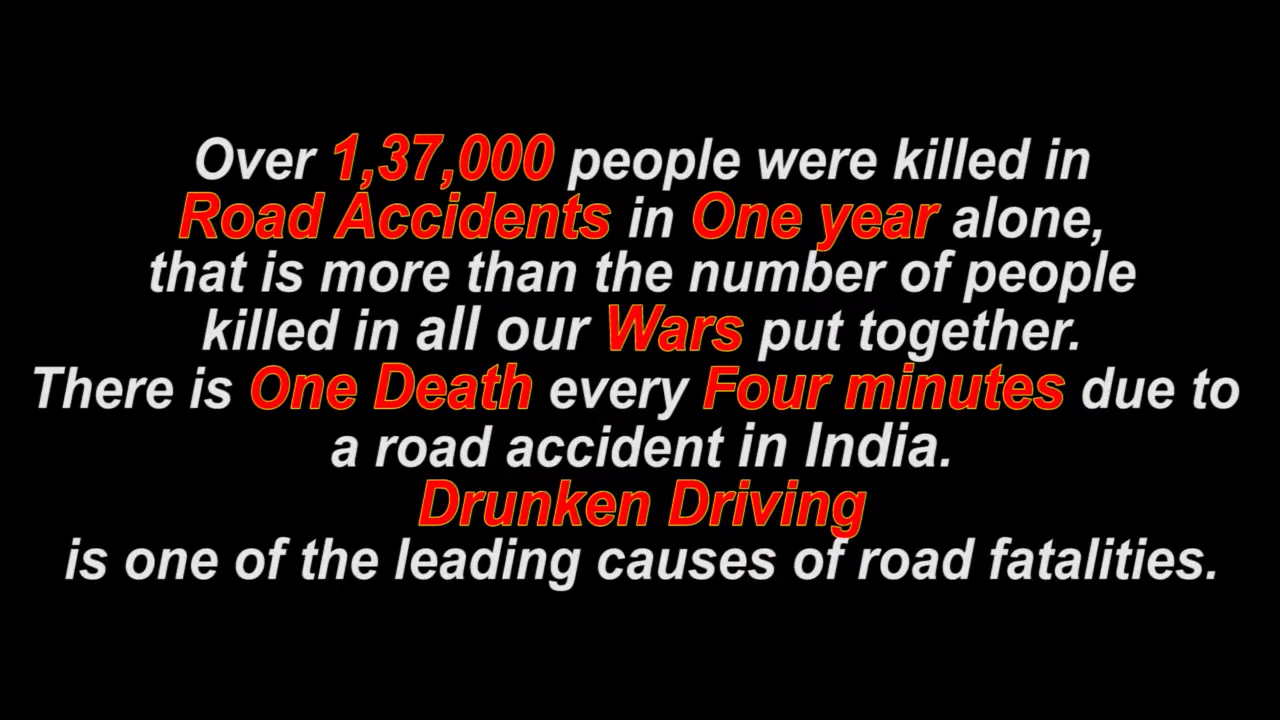 Over 1,37,000 people were killed in
Road Accidents in One year alone,
that is more than the number of people
killed in all our Wars put together.
There is One Death every Four minutes due to
a road accident in India.
Drunken Driving
is one of the leading causes of road fatalities.